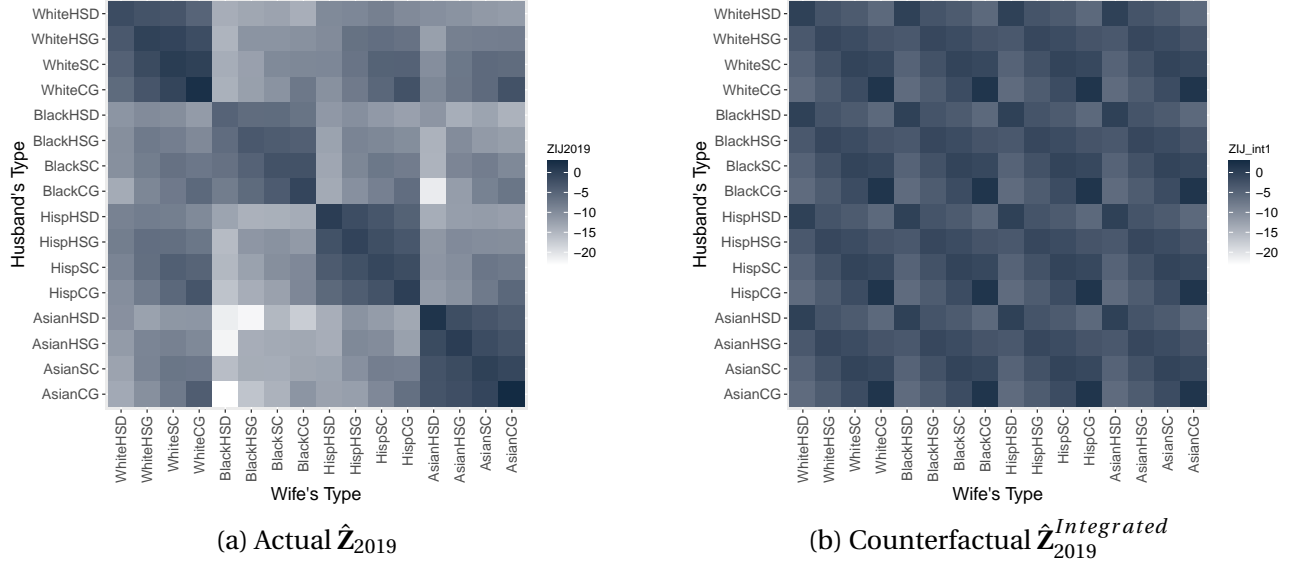 WhiteHSD
WhiteHSG
WhiteSC
WhiteCG
BlackHSD
BlackHSG
BlackSC
BlackCG
HispHSD
HispHSG
HispSC
HispCG
AsianHSD
AsianHSG
AsianSC
AsianCG
Husband's Type
WhiteHSD
WhiteHSG
WhiteSC
WhiteCG
BlackHSD
BlackHSG
BlackSC
BlackCG
HispHSD
HispHSG
HispSC
HispCG
AsianHSD
AsianHSG
AsianSC
AsianCG
Wife's Type
ZIJ2019
0
−5
−10
−15
−20
(a) Actual Ẑ₂₀₁₉
WhiteHSD
WhiteHSG
WhiteSC
WhiteCG
BlackHSD
BlackHSG
BlackSC
BlackCG
HispHSD
HispHSG
HispSC
HispCG
AsianHSD
AsianHSG
AsianSC
AsianCG
Husband's Type
WhiteHSD
WhiteHSG
WhiteSC
WhiteCG
BlackHSD
BlackHSG
BlackSC
BlackCG
HispHSD
HispHSG
HispSC
HispCG
AsianHSD
AsianHSG
AsianSC
AsianCG
Wife's Type
ZIJ_int1
0
−5
−10
−15
−20
(b) Counterfactual Ẑ₂₀₁₉^Integrated